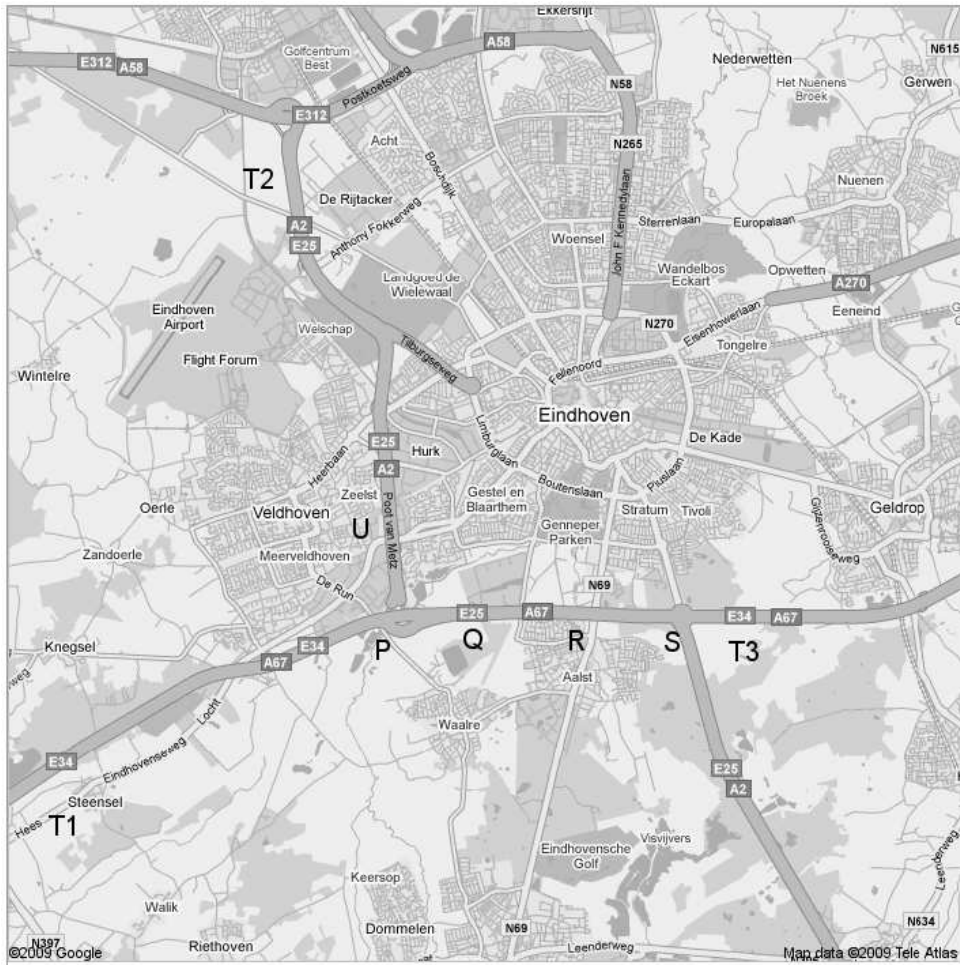 Ekkersrijt
A58
E312
A58
Golfcentrum
Best
N58
Nederwetten
N615
Het Nuenens
Broek
Gerwen
Postkoetsweg
E312
Acht
Boschdijk
N265
T2
De Rijtacker
Nuenen
A2
E25
Anthony Fokkerweg
Sterrenlaan
Europalaan
Woensel
John F Kennedylaan
Landgoed de
Wielewaal
Wandelbos
Eckart
Opwetten
A270
Eindhoven
Airport
Welschap
N270
Eisenhowerlaan
Eeneind
Tongelre
Tilburgseweg
Flight Forum
Fellenoord
Wintelre
Eindhoven
Limburglaan
De Kade
E25
Hurk
A2
Heerbaan
Zeelst
Gestel en
Blaarthem
Boutenslaan
Piuslaan
Oerle
Veldhoven
Poot van Metz
Stratum
Tivoli
Geldrop
Gijzenrooiseweg
U
Genneper
Parken
Zandoerle
Meerveldhoven
De Run
N69
E25
A67
E34
A67
Knegsel
E34
A67
P
Q
R
S
T3
Aalst
Locht
Waalre
E34
Eindhovenseweg
E25
A2
Steensel
Hees
T1
Eindhovensche
Golf
Visvijvers
Leenderweg
Keersop
Walik
Dommelen
N69
N634
N397
Riethoven
Leenderweg
©2009 Google
Map data ©2009 Tele Atlas